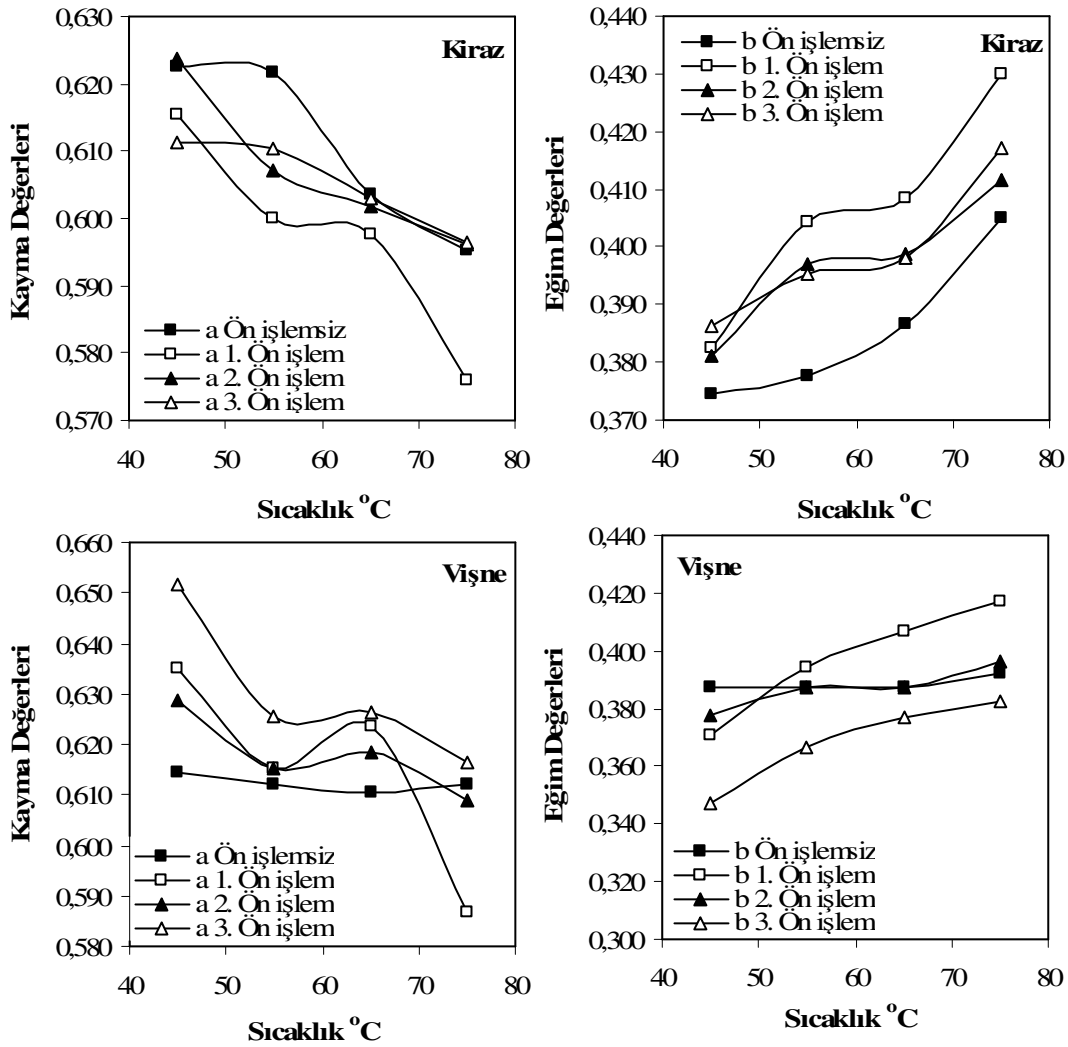 Kiraz
Kayma Değerleri
0,630
0,620
0,610
0,600
0,590
0,580
0,570
a Ön işlemsiz
a 1. Ön işlem
a 2. Ön işlem
a 3. Ön işlem
40 50 60 70 80
Sıcaklık °C
Kiraz
Eğim Değerleri
0,440
0,430
0,420
0,410
0,400
0,390
0,380
0,370
b Ön işlemsiz
b 1. Ön işlem
b 2. Ön işlem
b 3. Ön işlem
40 50 60 70 80
Sıcaklık °C
Vişne
Kayma Değerleri
0,660
0,650
0,640
0,630
0,620
0,610
0,600
0,590
0,580
a Ön işlemsiz
a 1. Ön işlem
a 2. Ön işlem
a 3. Ön işlem
40 50 60 70 80
Sıcaklık °C
Vişne
Eğim Değerleri
0,440
0,420
0,400
0,380
0,360
0,340
0,320
0,300
b Ön işlemsiz
b 1. Ön işlem
b 2. Ön işlem
b 3. Ön işlem
40 50 60 70 80
Sıcaklık °C